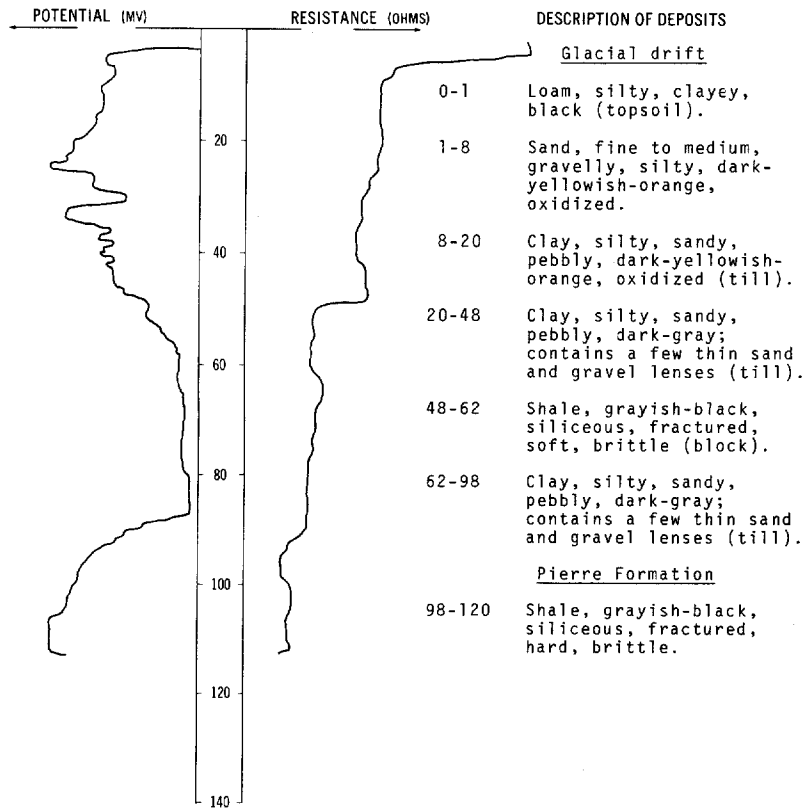 POTENTIAL (MV) RESISTANCE (OHMS) DESCRIPTION OF DEPOSITS
Glacial drift
0-1 Loam, silty, clayey,
black (topsoil).
20
1-8 Sand, fine to medium,
gravelly, silty, dark-
yellowish-orange,
oxidized.
40
8-20 Clay, silty, sandy,
pebbly, dark-yellowish-
orange, oxidized (till).
20-48 Clay, silty, sandy,
pebbly, dark-gray;
contains a few thin sand
and gravel lenses (till).
60
48-62 Shale, grayish-black,
siliceous, fractured,
soft, brittle (block).
80
62-98 Clay, silty, sandy,
pebbly, dark-gray;
contains a few thin sand
and gravel lenses (till).
Pierre Formation
100
98-120 Shale, grayish-black,
siliceous, fractured,
hard, brittle.
120
140